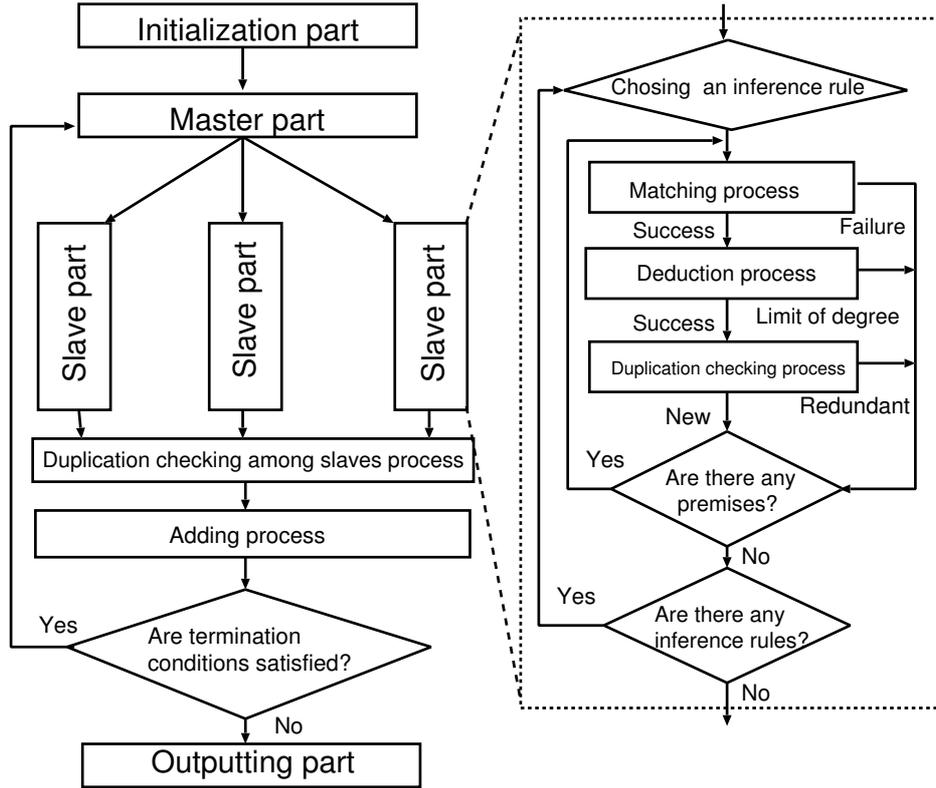 Initialization part
Master part
Slave part
Slave part
Slave part
Duplication checking among slaves process
Adding process
Are termination
conditions satisfied?
Yes
No
Outputting part
Chosing an inference rule
Matching process
Failure
Success
Deduction process
Limit of degree
Success
Duplication checking process
Redundant
New
Are there any
premises?
Yes
No
Are there any
inference rules?
Yes
No